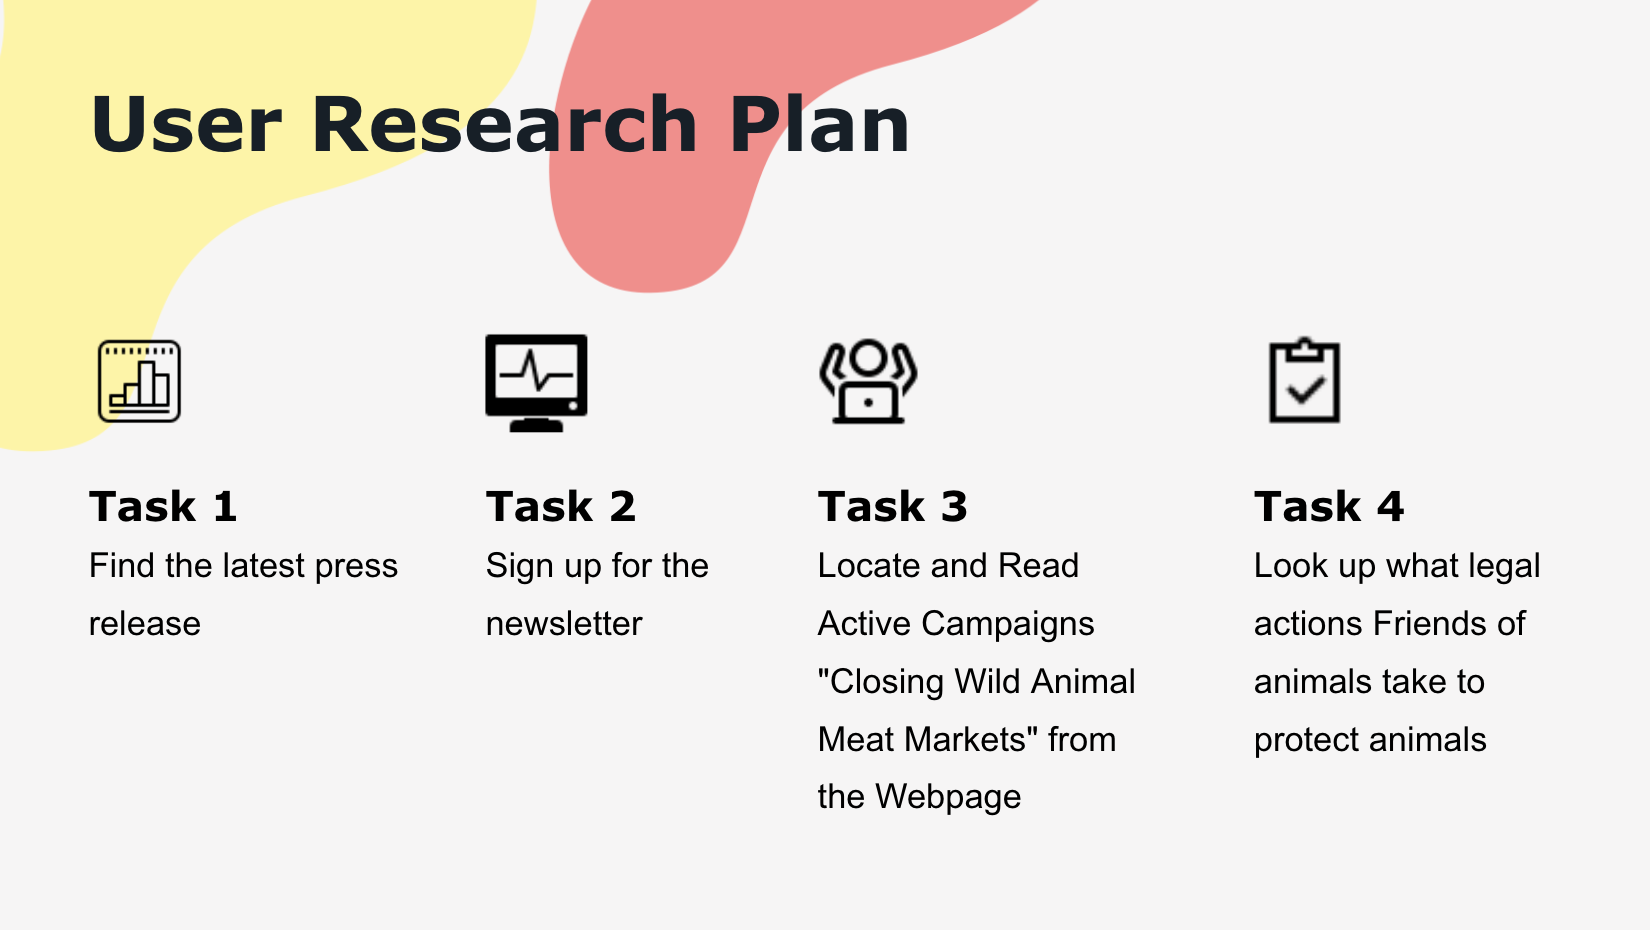 User Research Plan
Task 1
Find the latest press
release
Task 2
Sign up for the
newsletter
Task 3
Locate and Read
Active Campaigns
"Closing Wild Animal
Meat Markets" from
the Webpage
Task 4
Look up what legal
actions Friends of
animals take to
protect animals